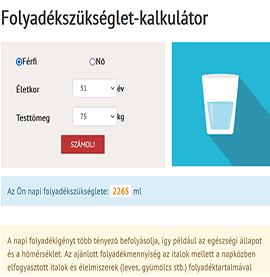 Folyadékszükséglet-kalkulátor
Férfi Nő
Életkor 51 év
Testtömeg 75 kg
SZÁMOL!
Az Ön napi folyadékszükséglete: 2265 ml
A napi folyadékigényt több tényező befolyásolja, így például az egészségi állapot
és a hőmérséklet. Az ajánlott folyadékmennyiség az italok mellett a napközben
elfogyasztott italok és élelmiszerek (leves, gyümölcs stb.) folyadéktartalmával